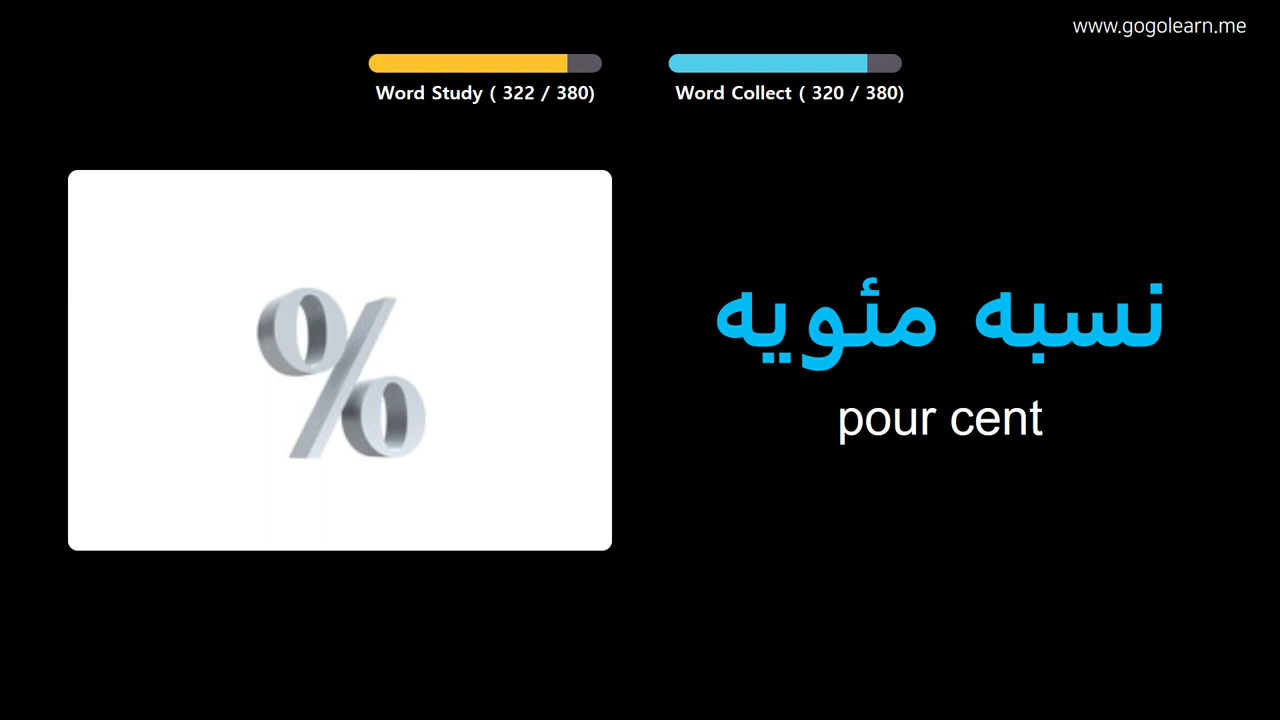 www.gogolearn.me
Word Study ( 322 / 380)
Word Collect ( 320 / 380)
%
نسبه مئويه
pour cent